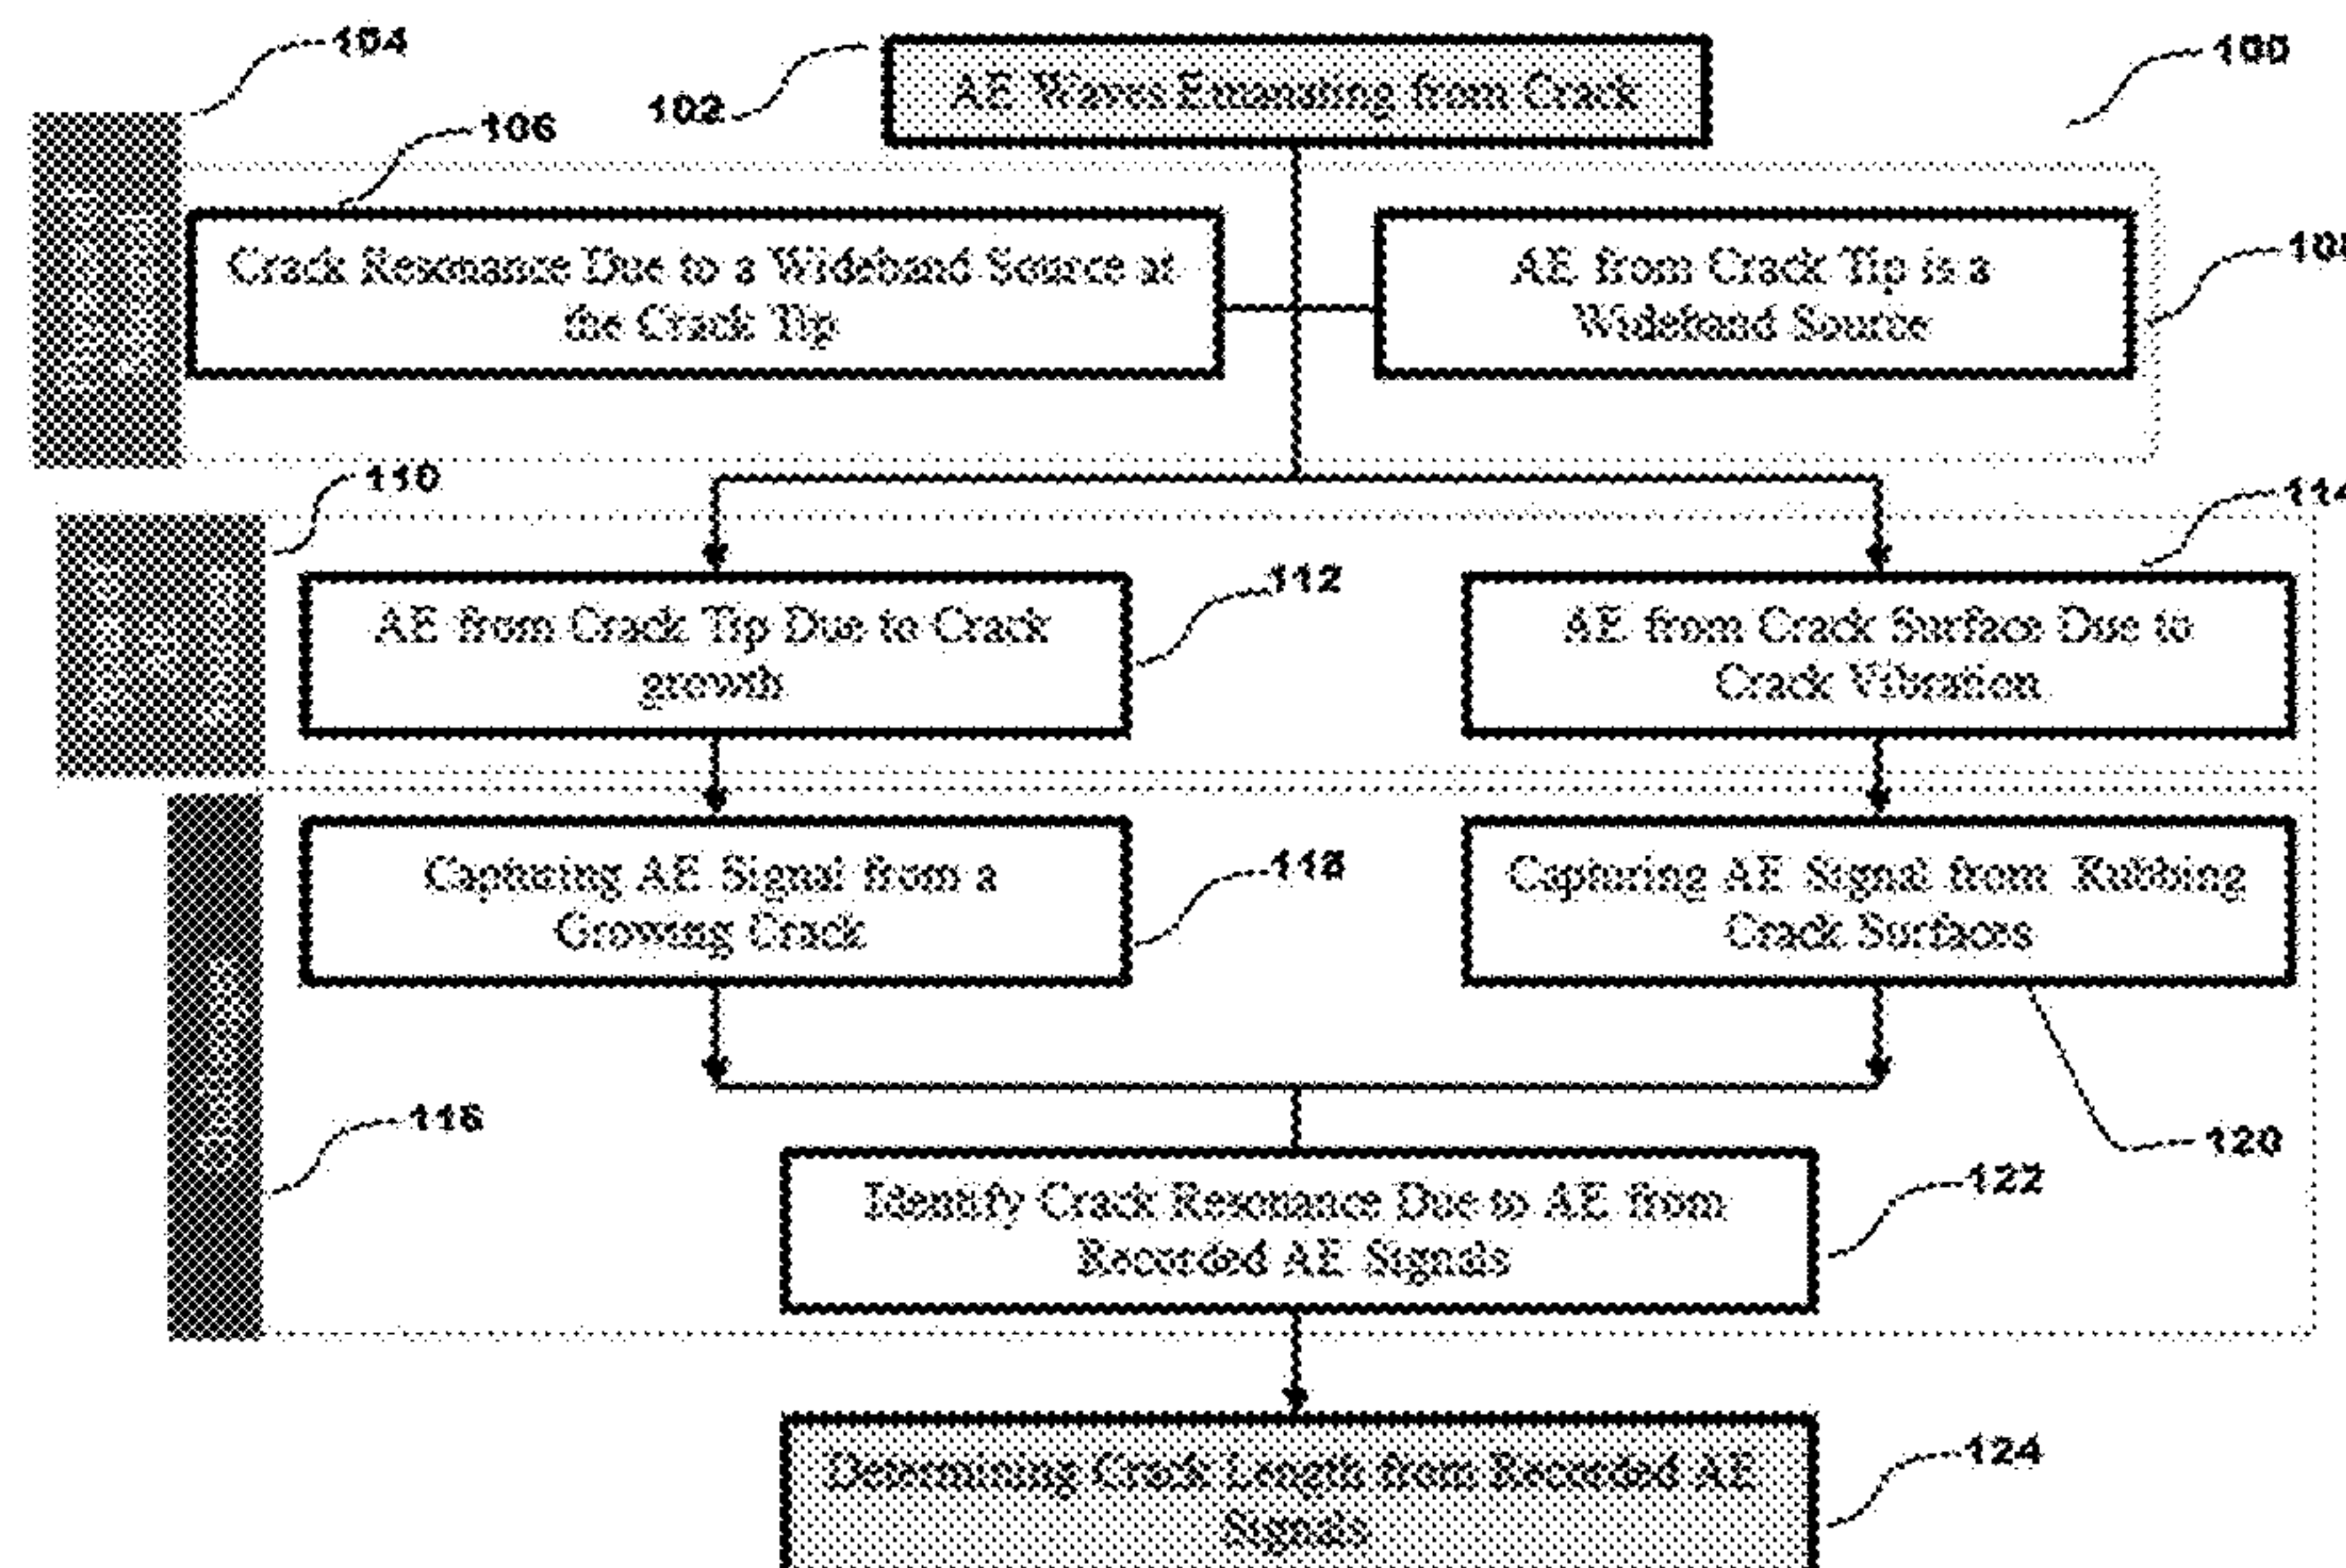 104
100
102
AE Waves Emanating from Crack
106
Crack Resonance Due to a Wideband Source at
the Crack Tip
AE from Crack Tip is a
Wideband Source
110
112
AE from Crack Tip Due to Crack
growth
AE from Crack Surface Due to
Crack Vibration
Capturing AE Signal from a
Growing Crack
118
Capturing AE Signal from Rubbing
Crack Surfaces
116
120
Identify Crack Resonance Due to AE from
Recorded AE Signals
122
Determining Crack Length from Recorded AE
Signals
124